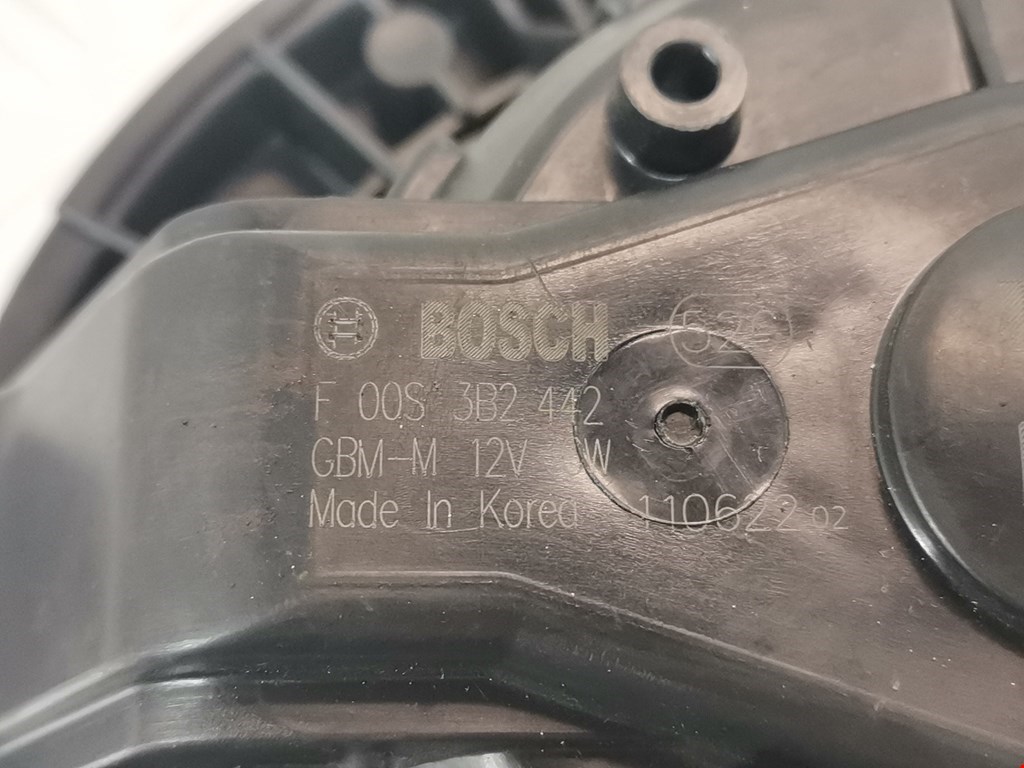 BOSCH
F 00S 3B2 442
GBM-M 12V W
Made In Korea 110622 02